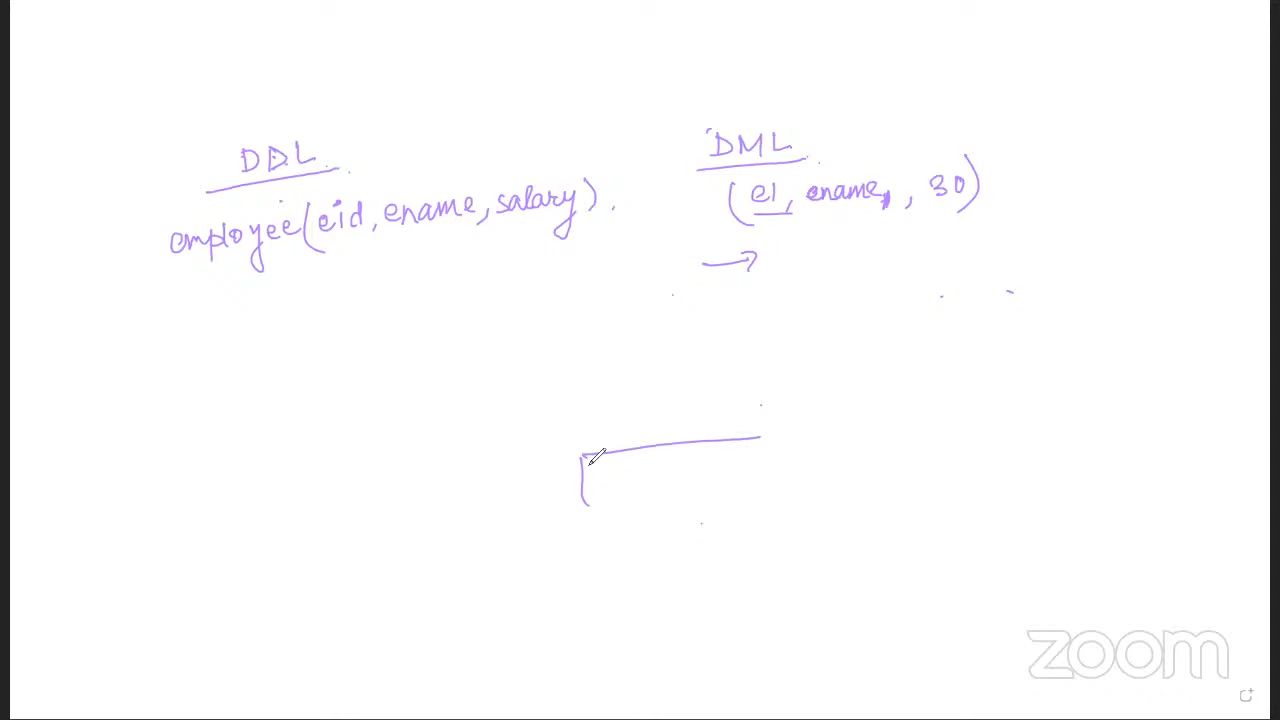 DDL
employee(eid, ename, salary).
DML
(e1, ename, , 30)
zoom